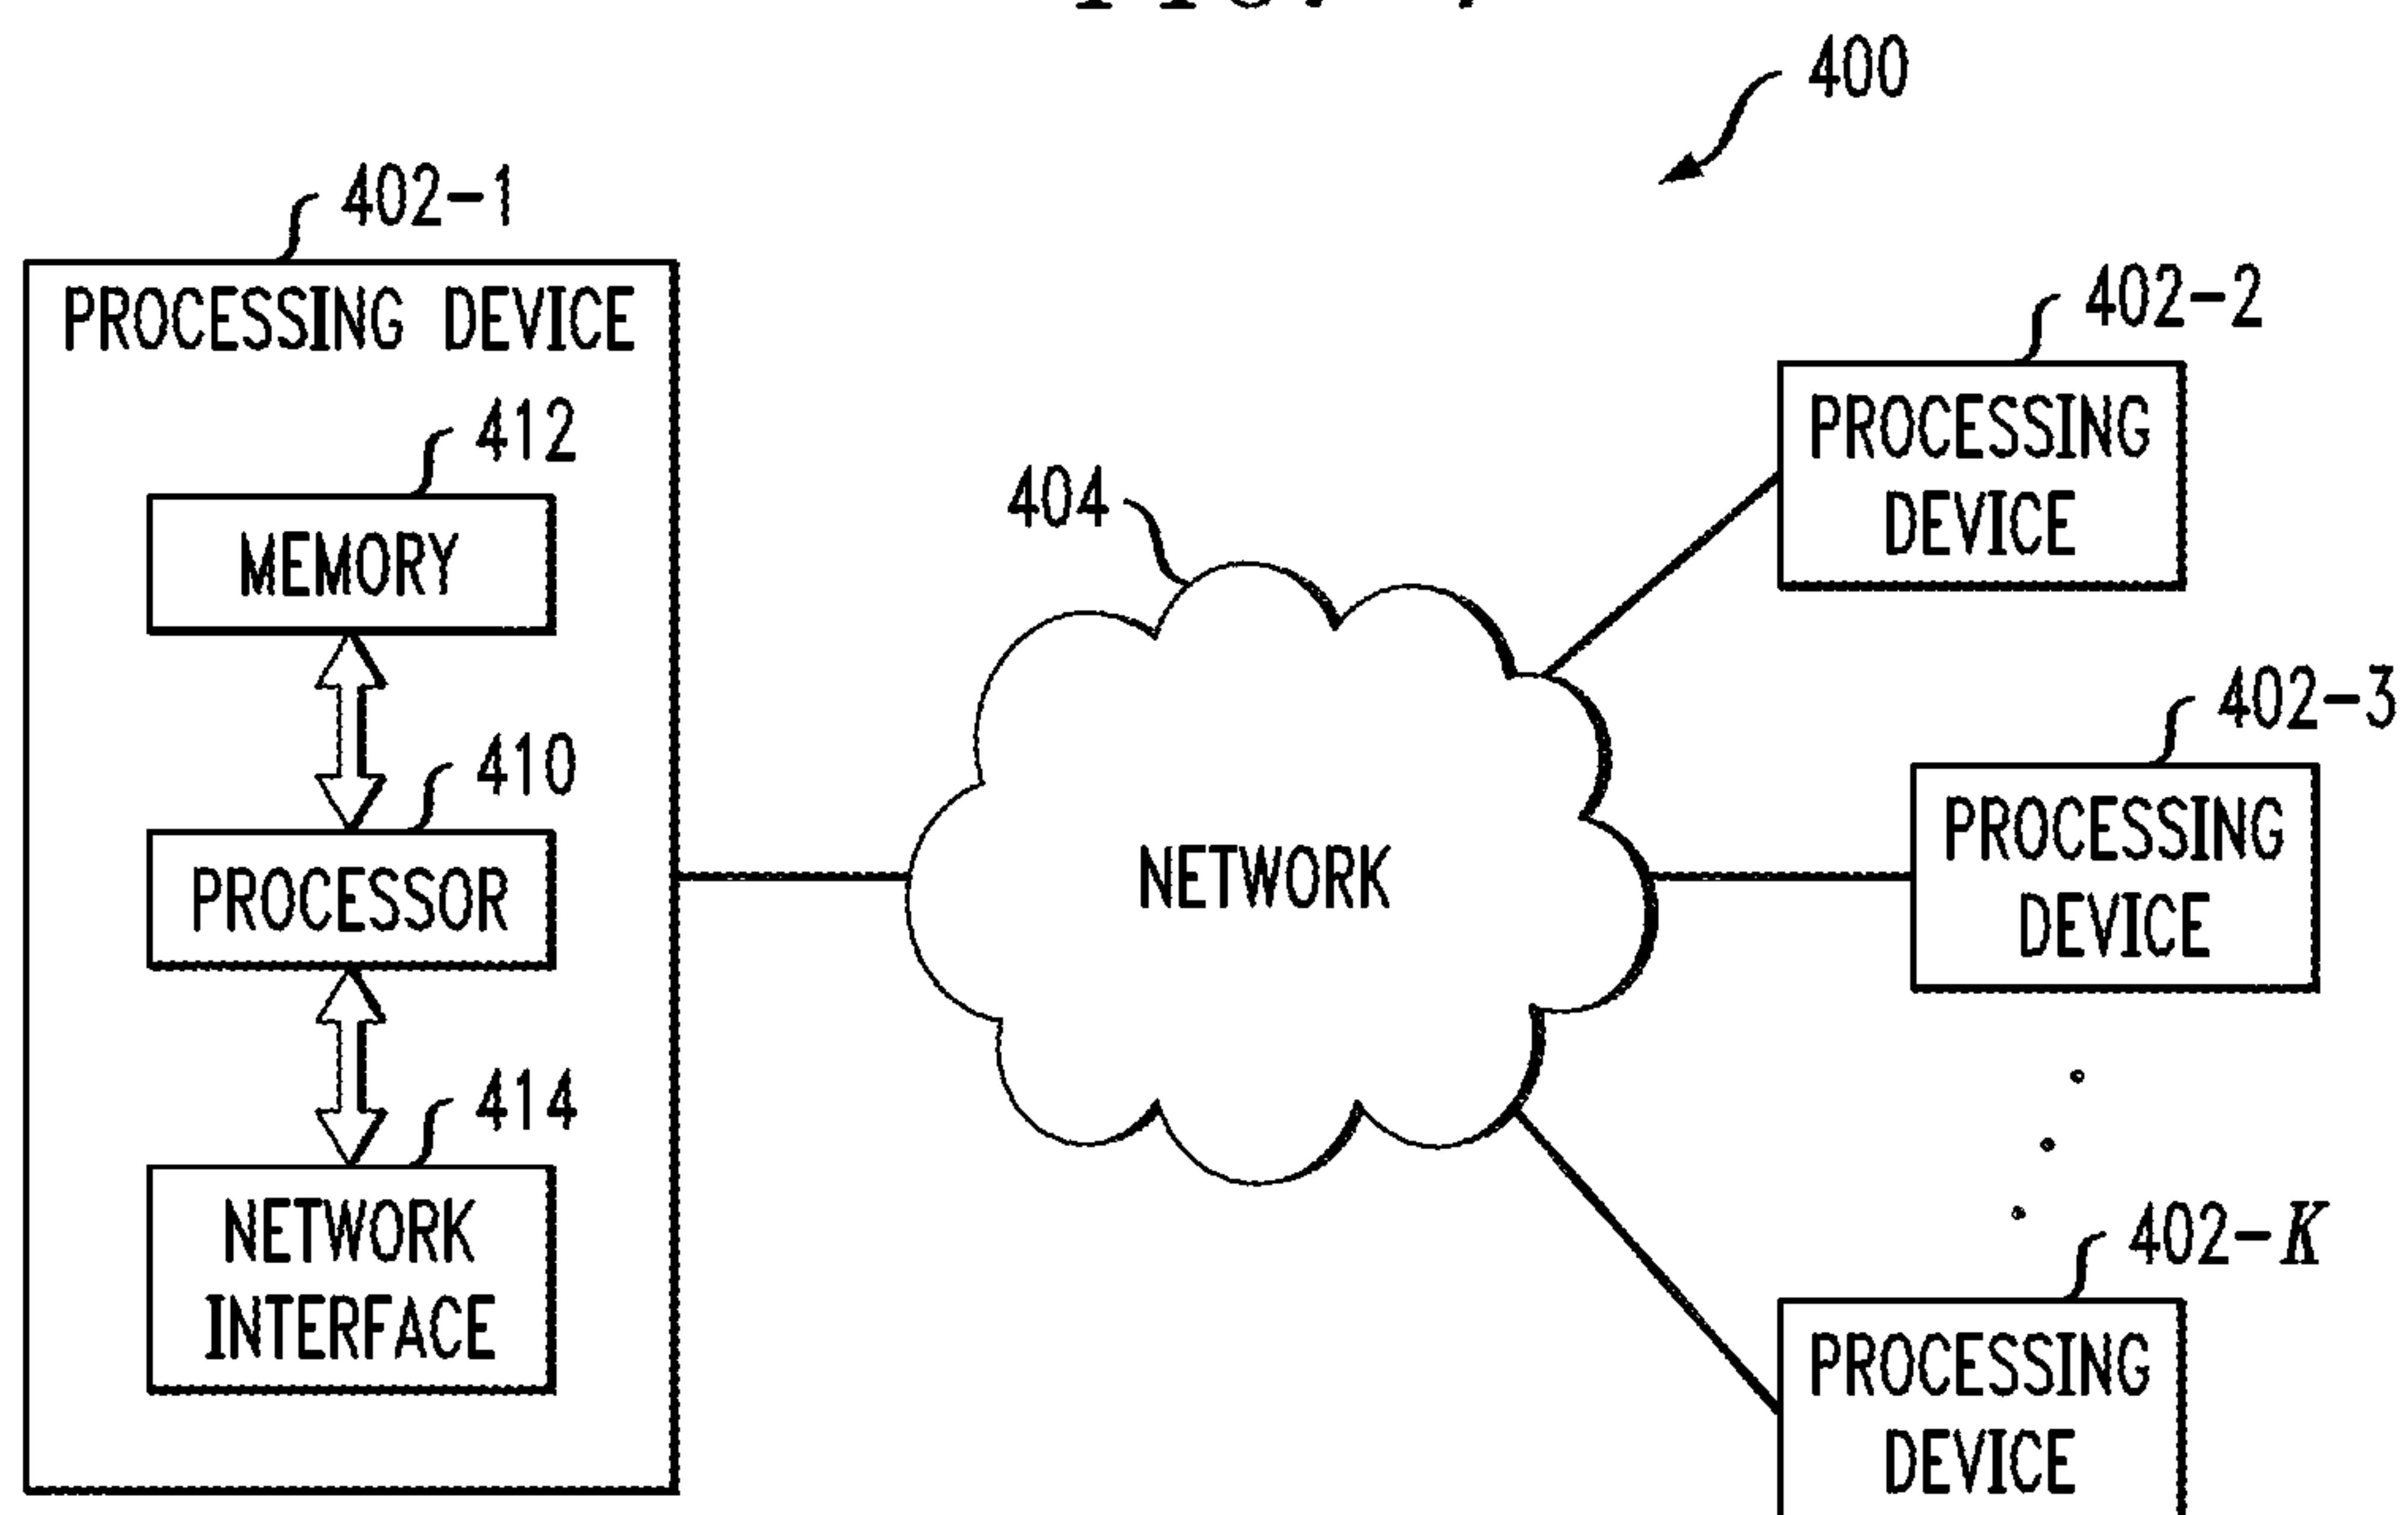 400
402-1
PROCESSING DEVICE
412
MEMORY
410
PROCESSOR
414
NETWORK
INTERFACE
404
NETWORK
402-2
PROCESSING
DEVICE
402-3
PROCESSING
DEVICE
402-K
PROCESSING
DEVICE